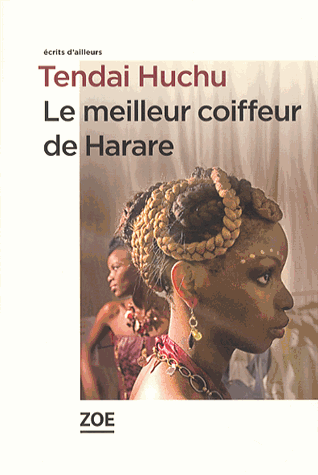 écrits d'ailleurs
Tendai Huchu
Le meilleur coiffeur
de Harare
ZOE